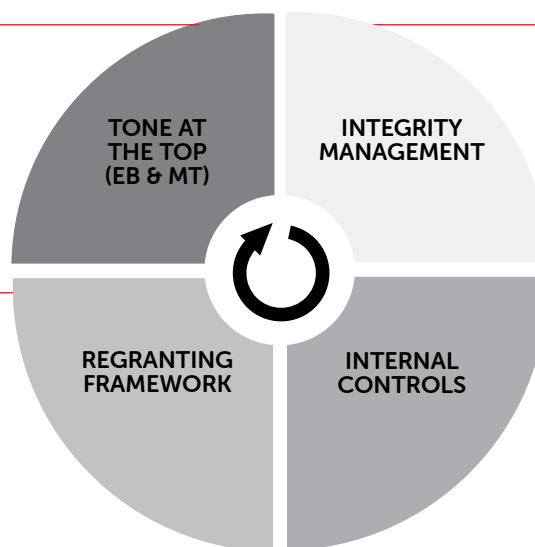 TONE AT
THE TOP
(EB & MT)
INTEGRITY
MANAGEMENT
REGRANTING
FRAMEWORK
INTERNAL
CONTROLS